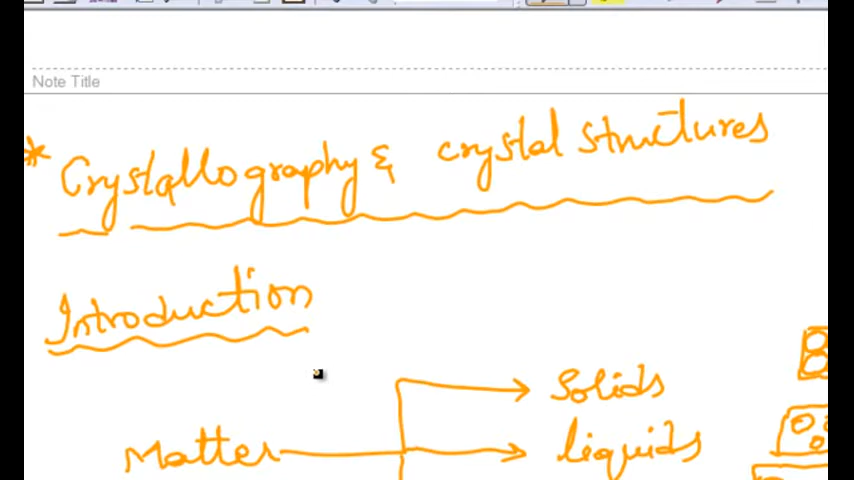 Note Title
* Crystallography & crystal structures
Introduction
Solids
Matter
liquids